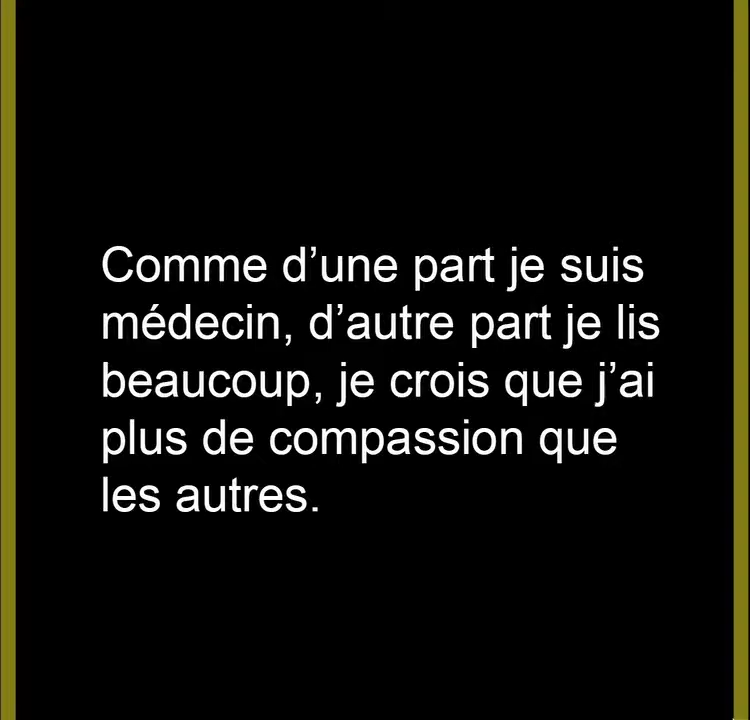 Comme d’une part je suis
médecin, d’autre part je lis
beaucoup, je crois que j’ai
plus de compassion que
les autres.